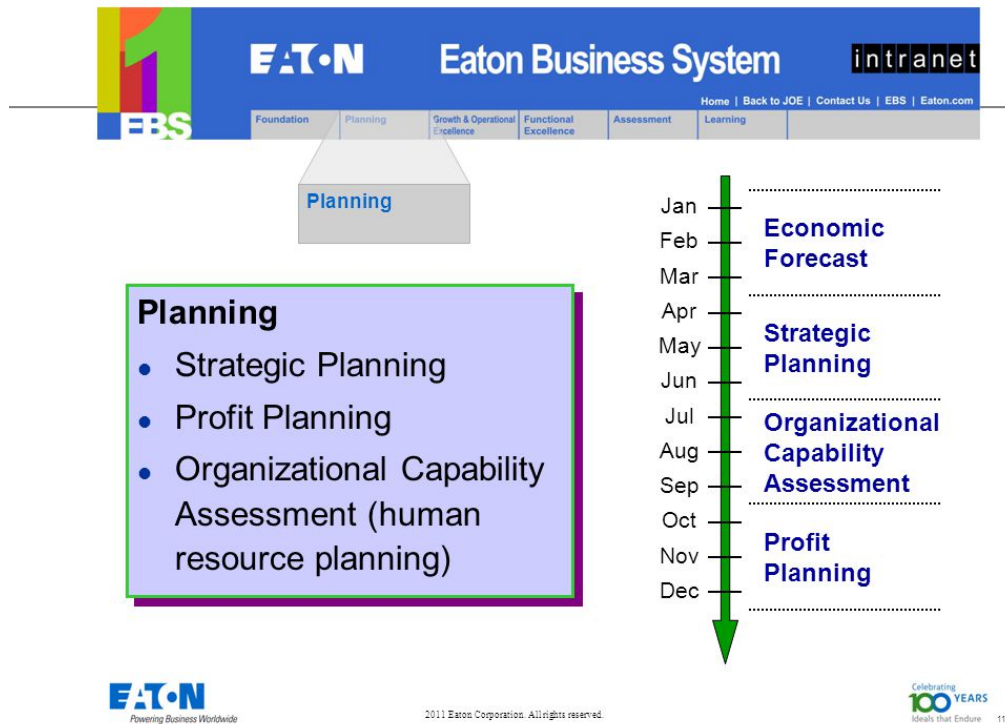 EATON
Eaton Business System
intranet
Home | Back to JOE | Contact Us | EBS | Eaton.com
EBS
Foundation
Planning
Growth & Operational
Excellence
Functional
Excellence
Assessment
Learning
Planning
Planning
Strategic Planning
Profit Planning
Organizational Capability
Assessment (human
resource planning)
Jan
Feb
Mar
Apr
May
Jun
Jul
Aug
Sep
Oct
Nov
Dec
Economic
Forecast
Strategic
Planning
Organizational
Capability
Assessment
Profit
Planning
EATON
Powering Business Worldwide
2011 Eaton Corporation. All rights reserved.
Celebrating
100 YEARS
Ideals that Endure